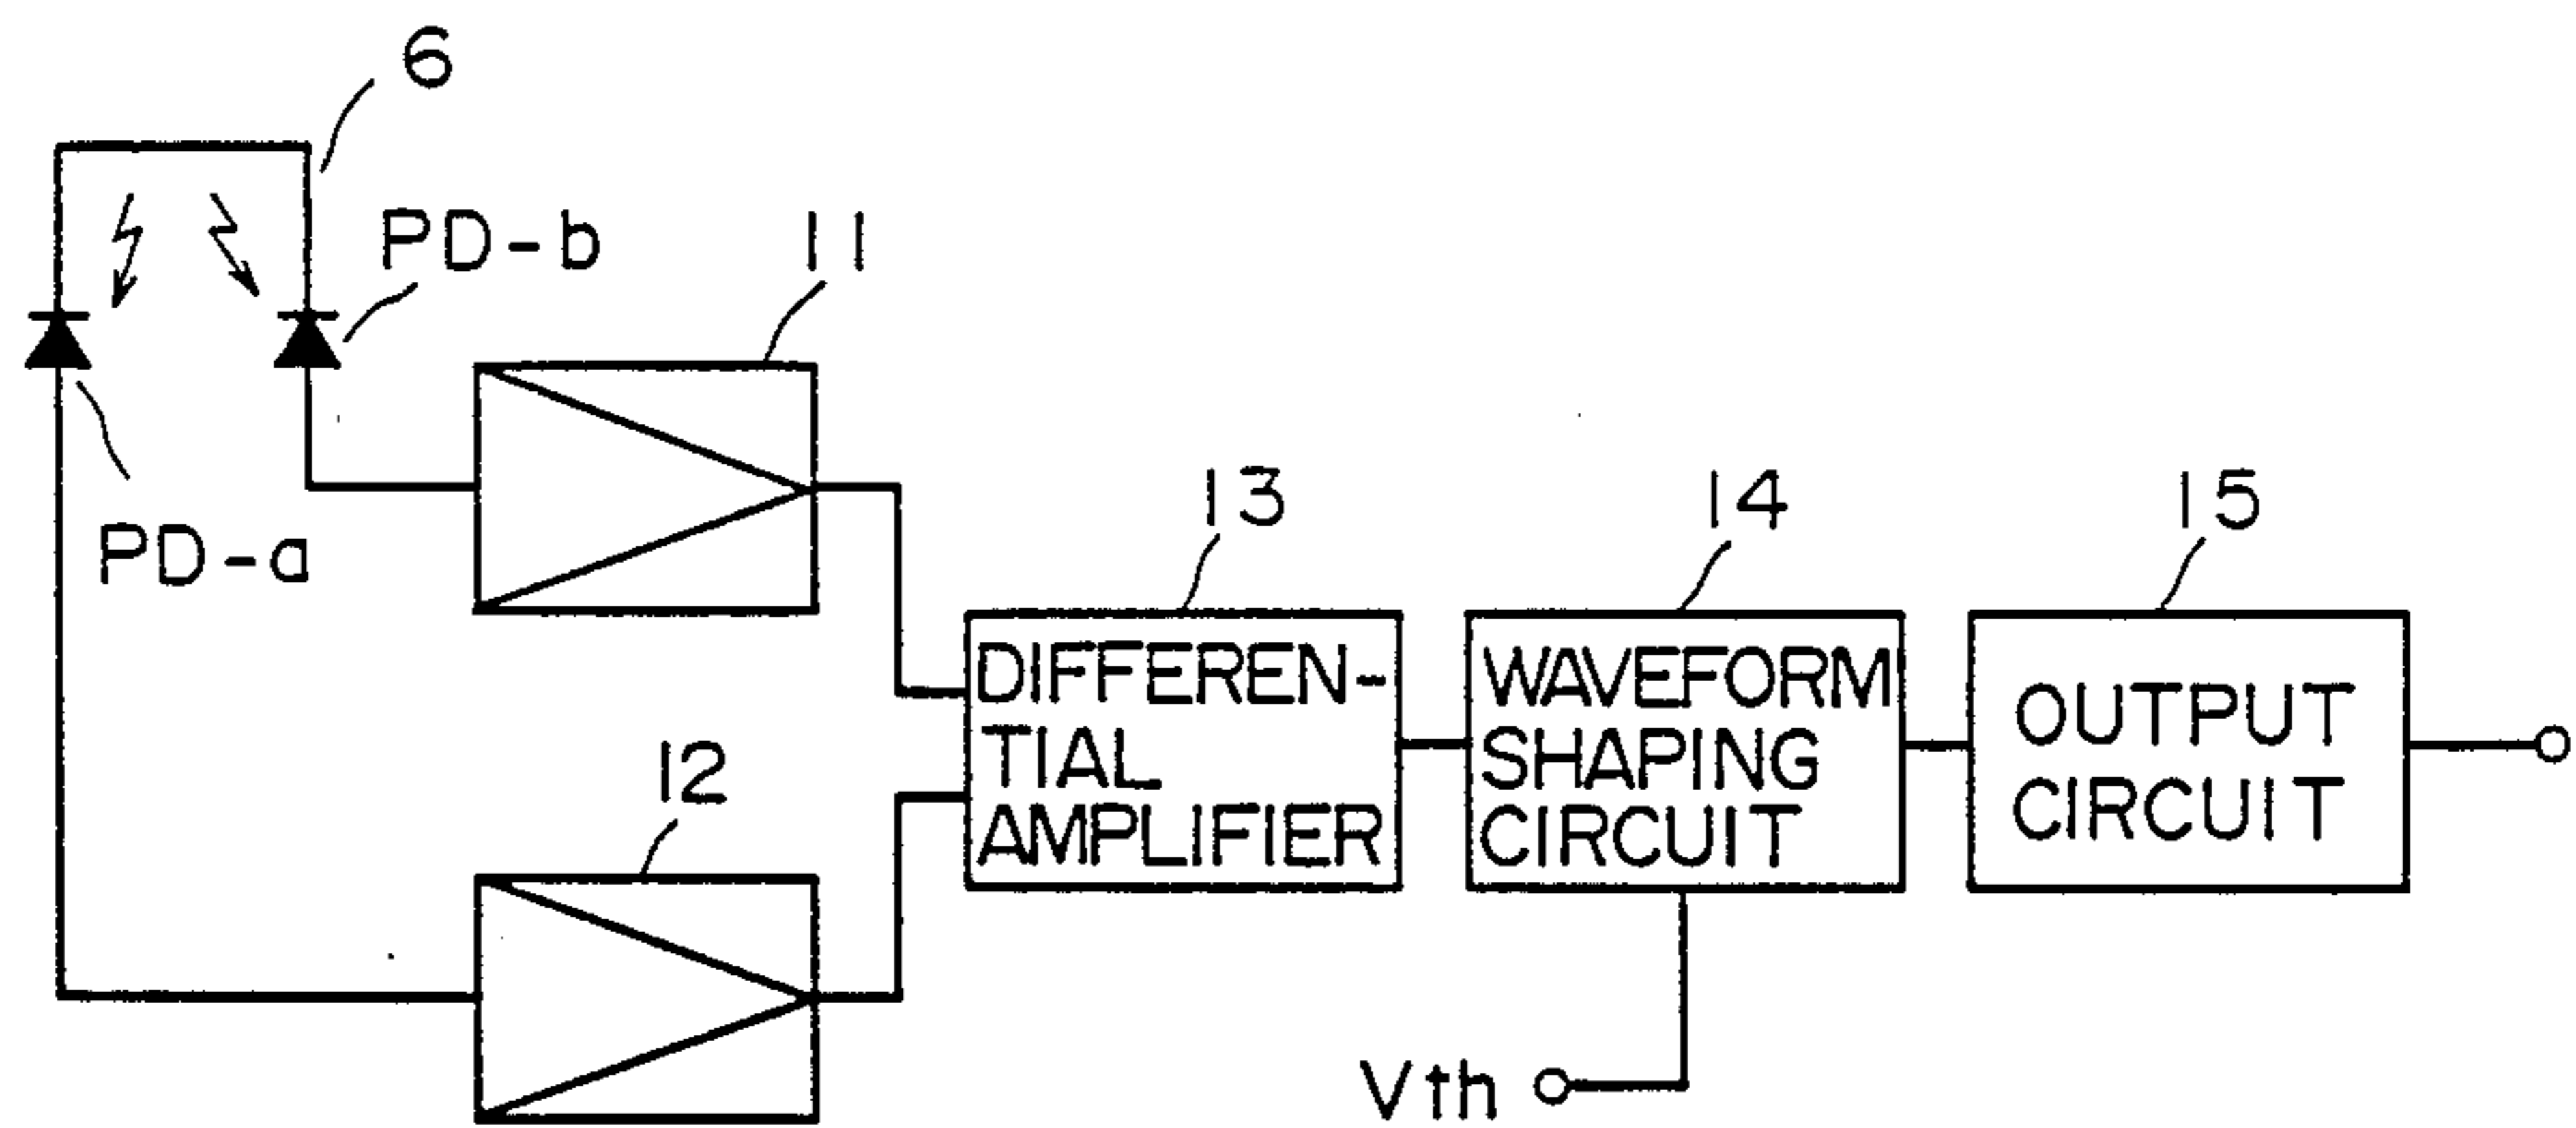 6
PD-b
11
PD-a
13
14
15
DIFFEREN-
TIAL
AMPLIFIER
WAVEFORM
SHAPING
CIRCUIT
OUTPUT
CIRCUIT
12
Vth